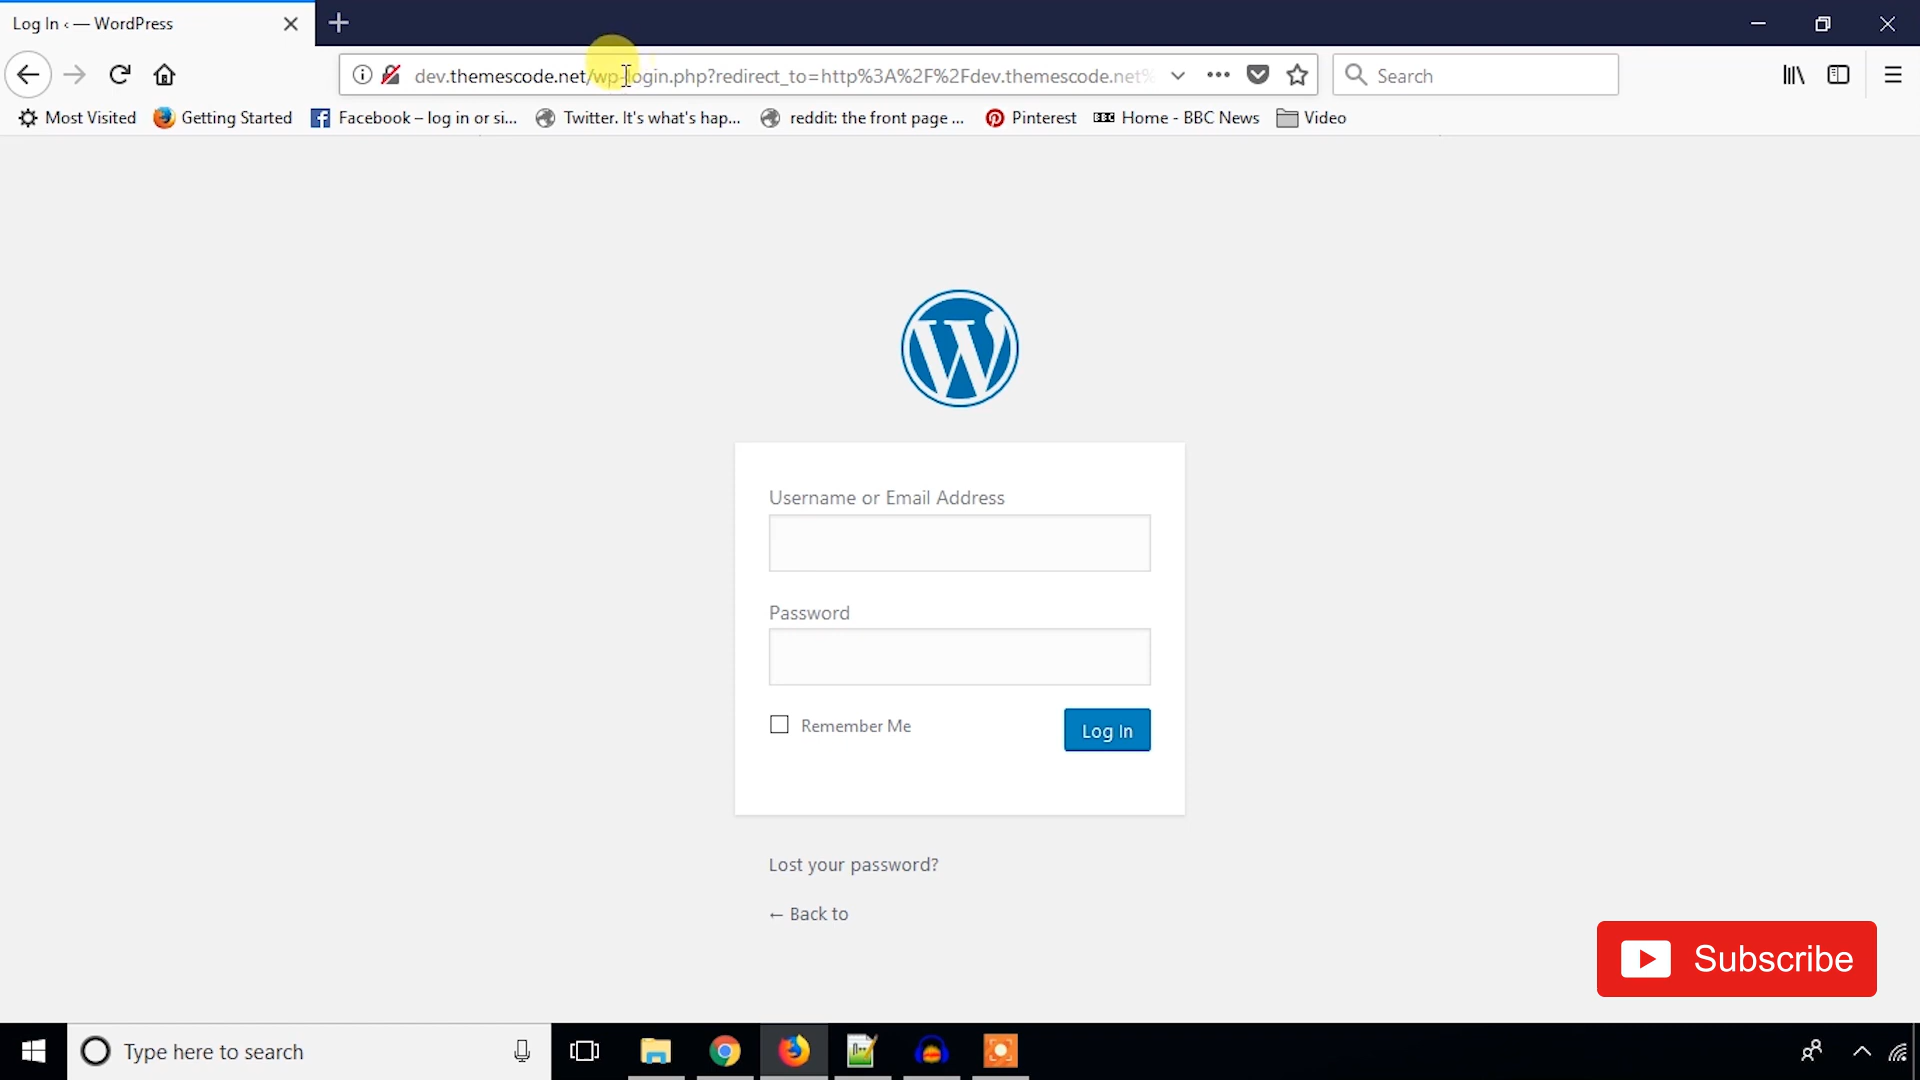 Log In ‹ — WordPress
dev.themescode.net/wp-login.php?redirect_to=http%3A%2F%2Fdev.themescode.net%
Search
Most Visited
Getting Started
Facebook – log in or si...
Twitter. It's what's hap...
reddit: the front page ...
Pinterest
BBC
Home - BBC News
Video
Username or Email Address
Password
Remember Me
Log In
Lost your password?
← Back to
Subscribe
Type here to search